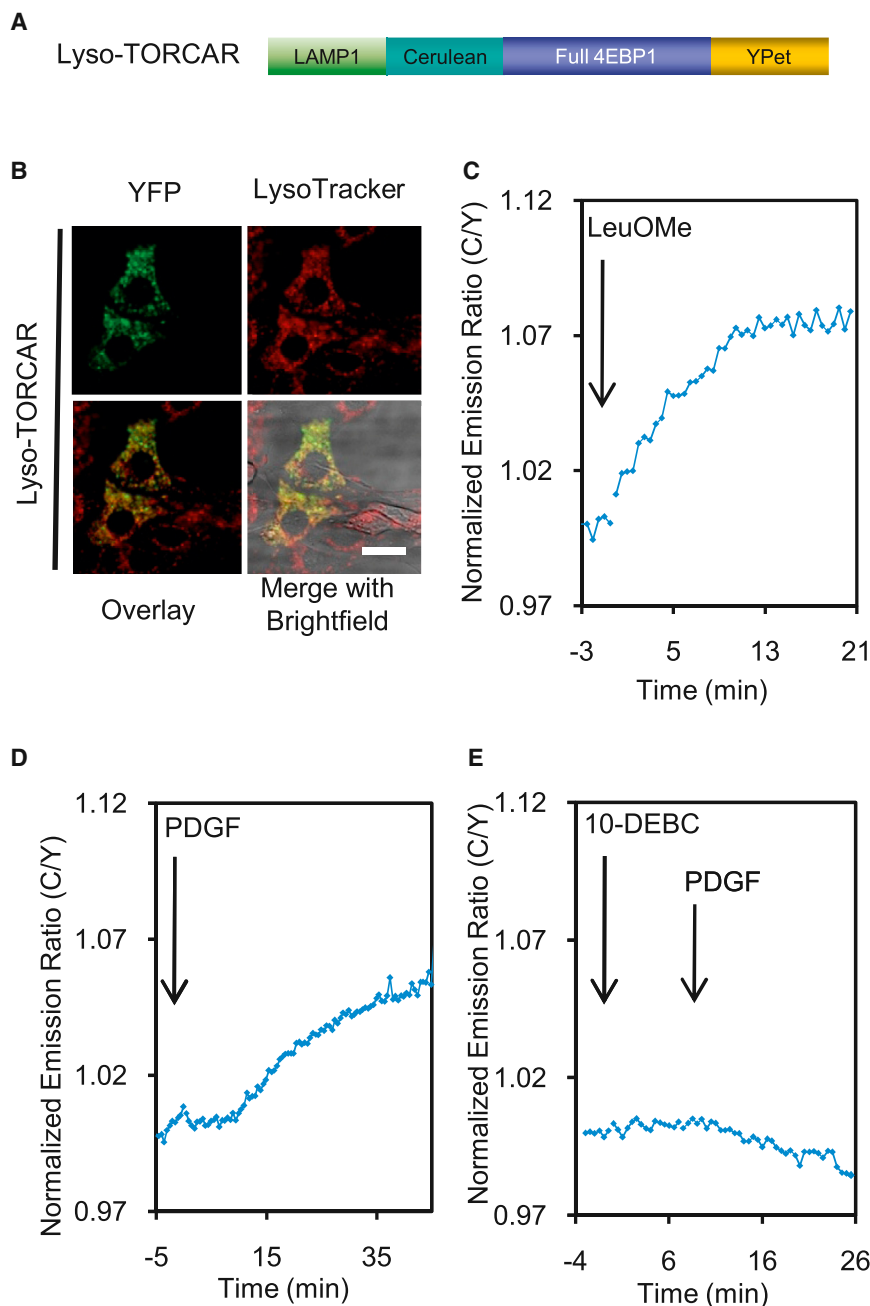 A
Lyso-TORCAR
LAMP1 Cerulean Full 4EBP1 YPet
B
YFP LysoTracker
Lyso-TORCAR
Overlay
Merge with
Brightfield
C
Normalized Emission Ratio (C/Y)
1.12
1.07
1.02
0.97
LeuOMe
-3 5 13 21
Time (min)
D
Normalized Emission Ratio (C/Y)
1.12
1.07
1.02
0.97
PDGF
-5 15 35
Time (min)
E
Normalized Emission Ratio (C/Y)
1.12
1.07
1.02
0.97
10-DEBC
PDGF
-4 6 16 26
Time (min)